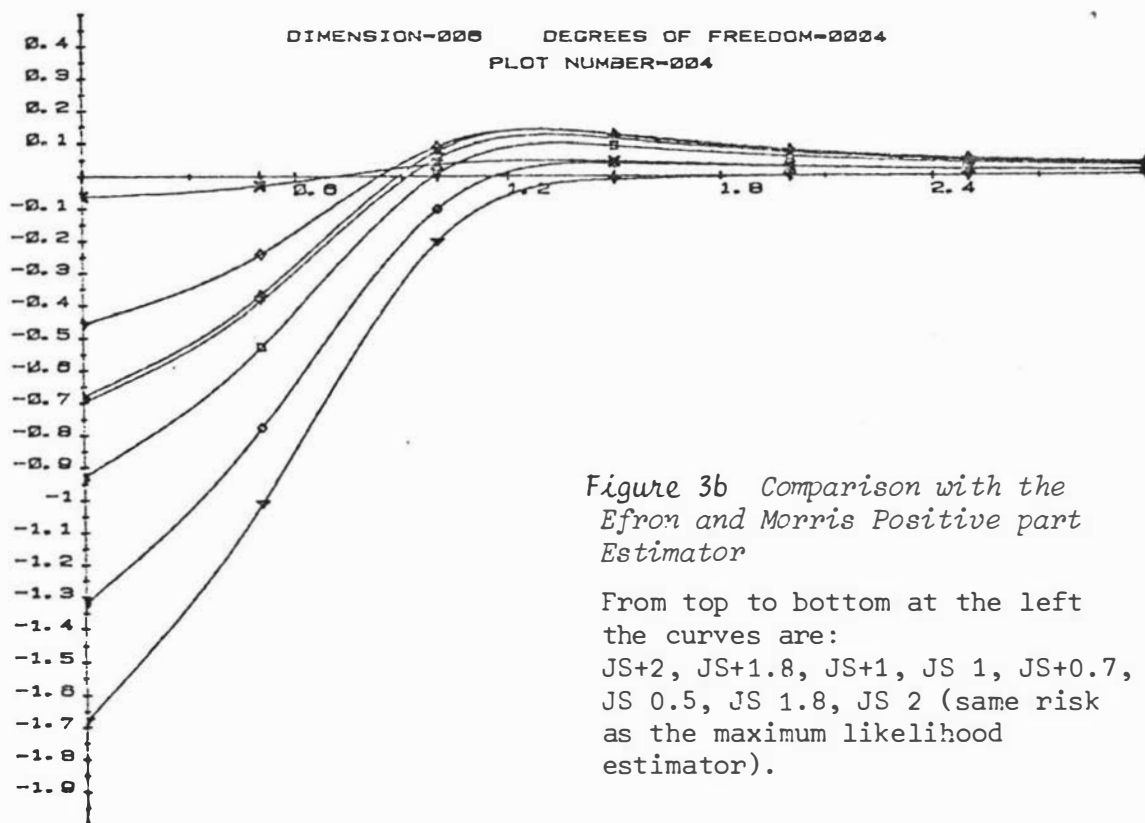 DIMENSION-006 DEGREES OF FREEDOM=0004
PLOT NUMBER-004
0.4
0.3
0.2
0.1
-0.1
-0.2
-0.3
-0.4
-0.5
-0.6
-0.7
-0.8
-0.9
-1
-1.1
-1.2
-1.3
-1.4
-1.5
-1.6
-1.7
-1.8
-1.9
0.6 1.2 1.8 2.4
Figure 3b Comparison with the
Efron and Morris Positive part
Estimator
From top to bottom at the left
the curves are:
JS+2, JS+1.8, JS+1, JS 1, JS+0.7,
JS 0.5, JS 1.8, JS 2 (same risk
as the maximum likelihood
estimator).